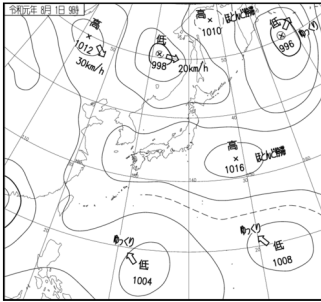 令和元年 8月 1日 9時
高
1012
30km/h
低
998
20km/h
高
1010
ほとんど停滞
低
996
ゆっくり
高
1016
ほとんど停滞
ゆっくり
低
1004
ゆっくり
低
1008